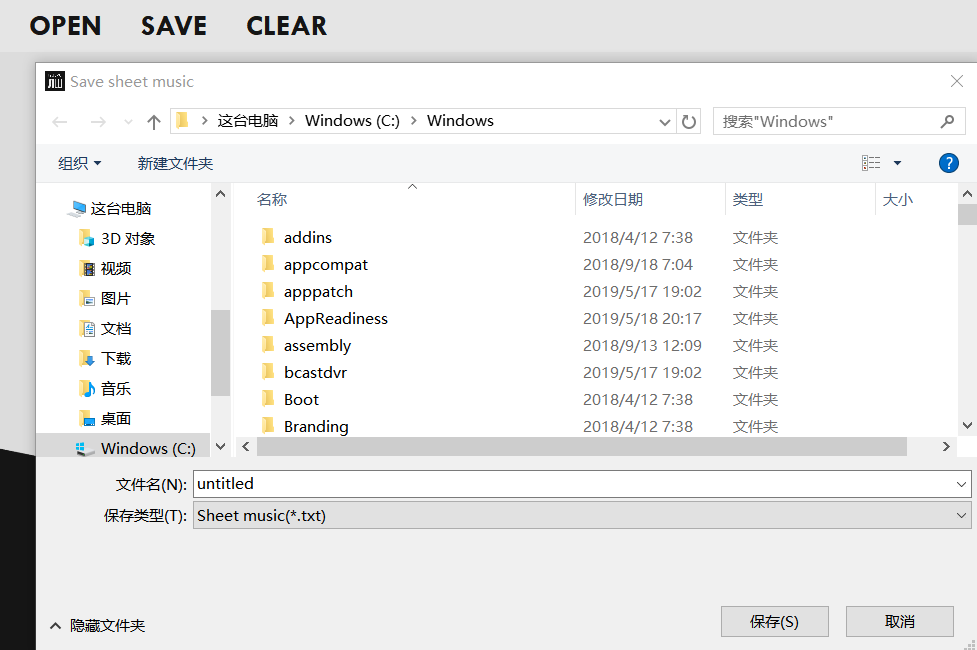 OPEN SAVE CLEAR
Save sheet music
这台电脑 Windows (C:) Windows 搜索"Windows"
组织 新建文件夹
名称 修改日期 类型 大小
这台电脑
3D 对象
视频
图片
文档
下载
音乐
桌面
Windows (C:)
addins 2018/4/12 7:38 文件夹
appcompat 2018/9/18 7:04 文件夹
apppatch 2019/5/17 19:02 文件夹
AppReadiness 2019/5/18 20:17 文件夹
assembly 2018/9/13 12:09 文件夹
bcastdvr 2019/5/17 19:02 文件夹
Boot 2018/4/12 7:38 文件夹
Branding 2018/4/12 7:38 文件夹
文件名(N): untitled
保存类型(T): Sheet music(*.txt)
隐藏文件夹 保存(S) 取消